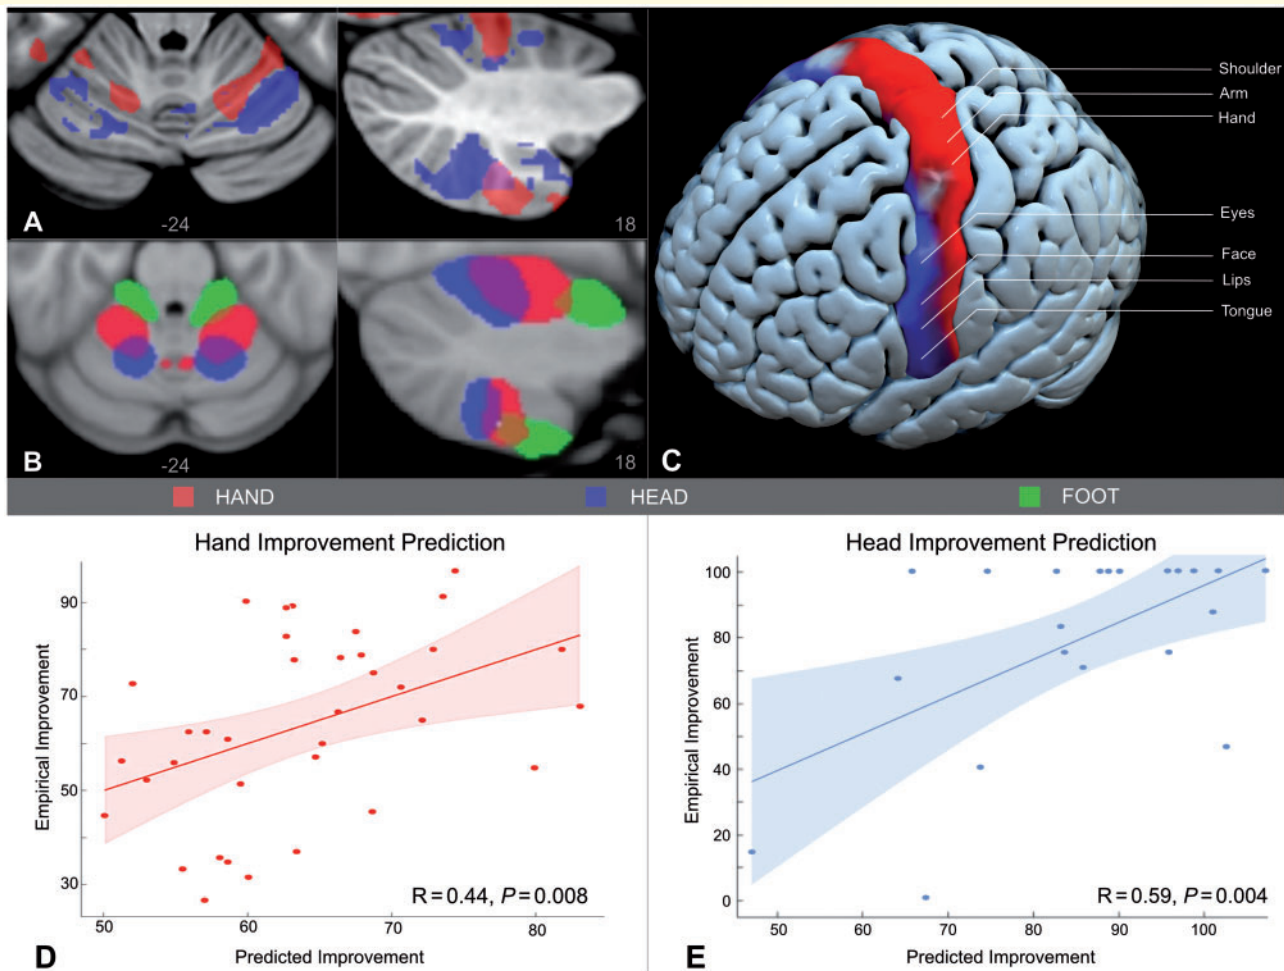 A
-24
18
B
-24
18
C
Shoulder
Arm
Hand
Eyes
Face
Lips
Tongue
HAND
HEAD
FOOT
Hand Improvement Prediction
90
70
50
30
Empirical Improvement
R=0.44, P=0.008
50
60
70
80
D
Predicted Improvement
Head Improvement Prediction
100
80
60
40
20
0
Empirical Improvement
R=0.59, P=0.004
50
60
70
80
90
100
E
Predicted Improvement